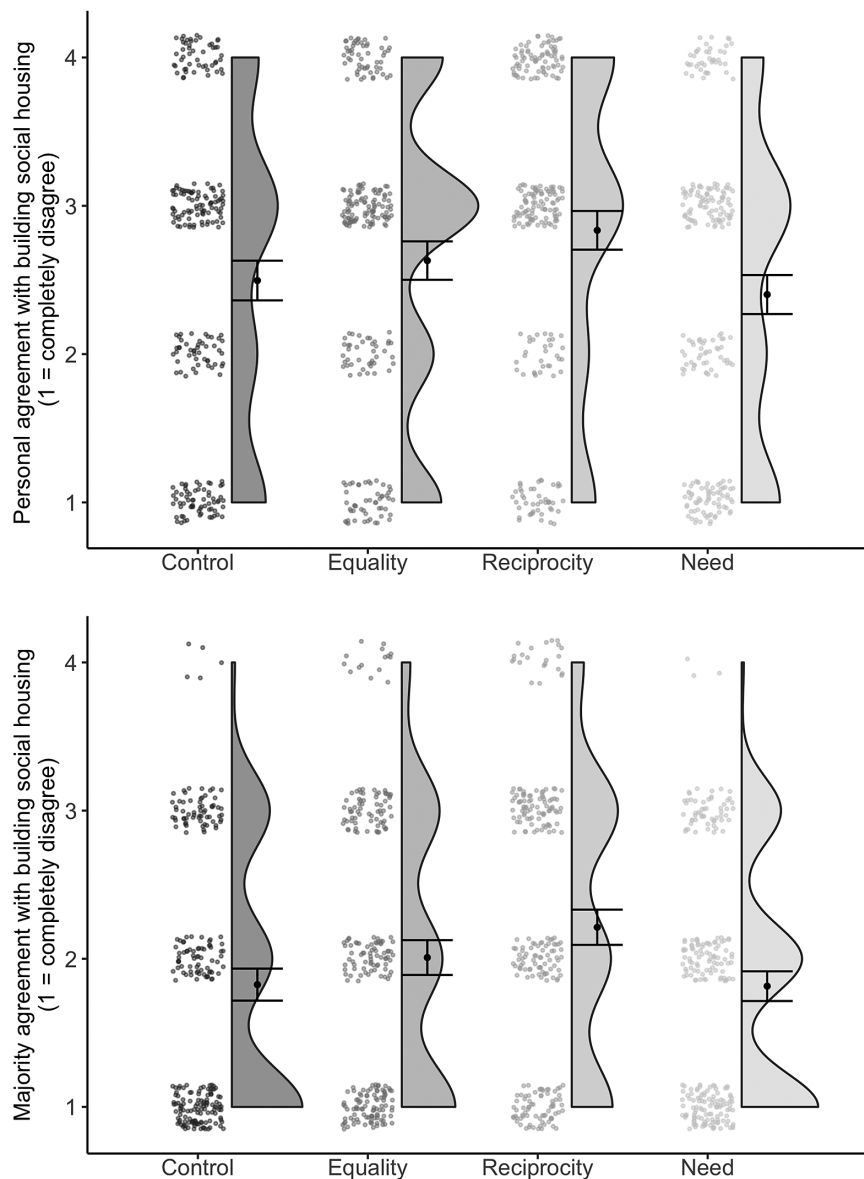 Personal agreement with building social housing
(1 = completely disagree)
4
3
2
1
Control Equality Reciprocity Need
Majority agreement with building social housing
(1 = completely disagree)
4
3
2
1
Control Equality Reciprocity Need